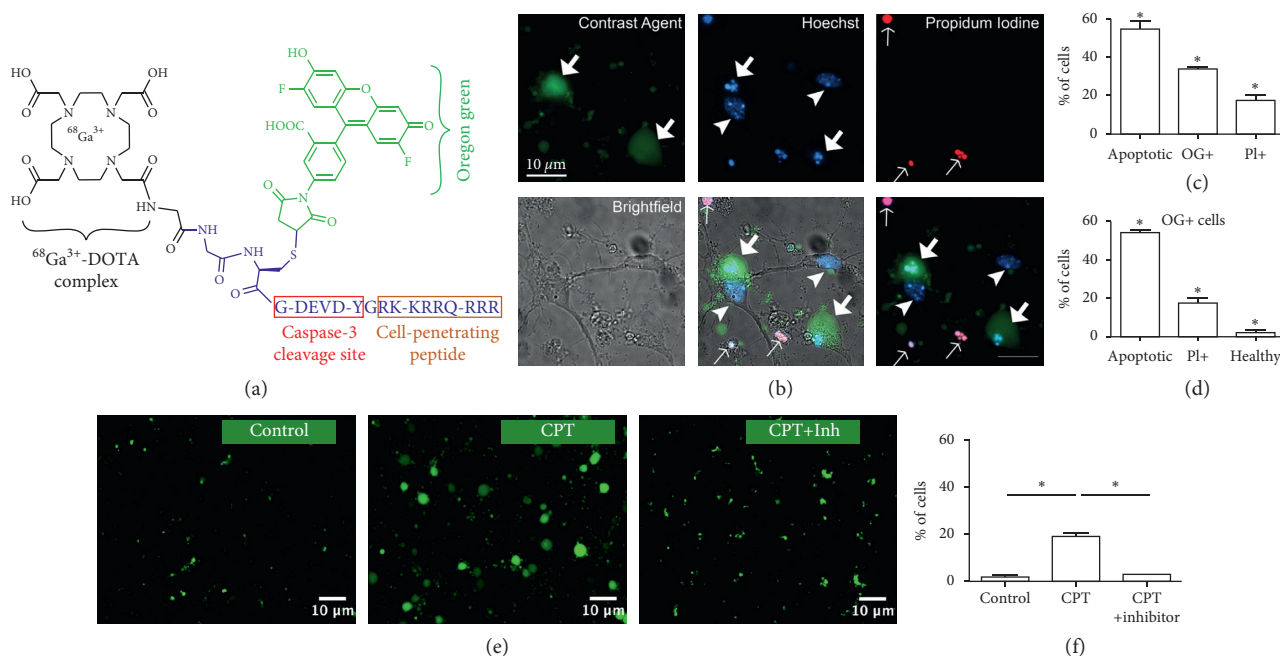 HO
O
OH
O
N
N
68Ga3+
N
N
O
HO
O
OH
O
NH
O
NH
O
HN
O
S
O
N
O
HO
F
O
O
F
HOOC
Oregon green
68Ga3+-DOTA
complex
G-DEVD-YGRK-KRRQ-RRR
Caspase-3
cleavage site
Cell-penetrating
peptide
(a)
Contrast Agent
Hoechst
Propidum Iodine
10 μm
Brightfield
(b)
% of cells
60
40
20
0
*
*
*
Apoptotic
OG+
Pl+
(c)
OG+ cells
% of cells
60
40
20
0
*
*
*
Apoptotic
Pl+
Healthy
(d)
Control
10 μm
CPT
10 μm
CPT+Inh
10 μm
(e)
% of cells
60
40
20
0
*
*
Control
CPT
CPT
+inhibitor
(f)